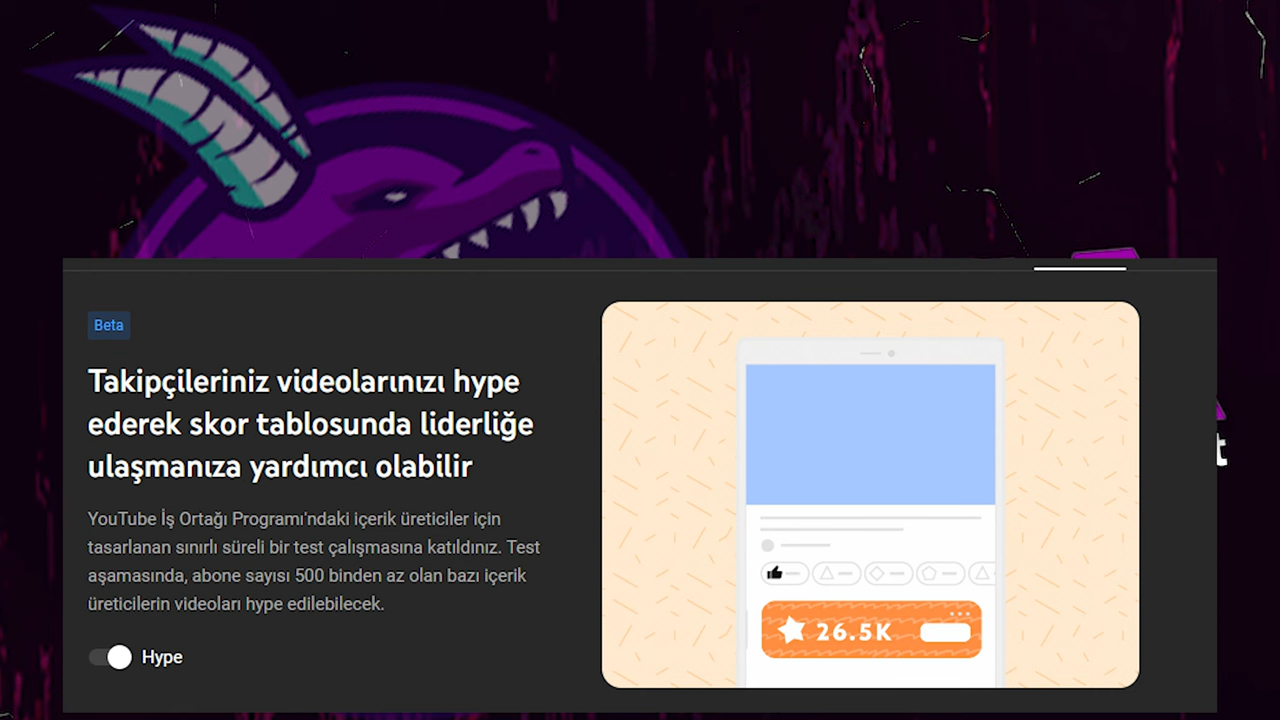 Beta
Takipçileriniz videolarınızı hype
ederek skor tablosunda liderliğe
ulaşmanıza yardımcı olabilir
YouTube İş Ortağı Programı'ndaki içerik üreticiler için
tasarlanan sınırlı süreli bir test çalışmasına katıldınız. Test
aşamasında, abone sayısı 500 binden az olan bazı içerik
üreticilerin videoları hype edilebilecek.
Hype
26.5K
t